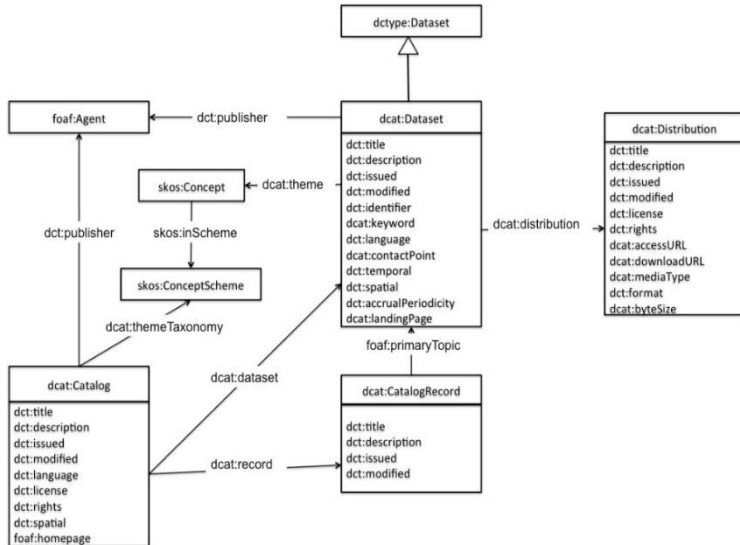 dctype:Dataset
foaf:Agent
dct:publisher
dcat:Dataset
dct:title
dct:description
dct:issued
dct:modified
dct:identifier
dcat:keyword
dct:language
dcat:contactPoint
dct:temporal
dct:spatial
dct:accrualPeriodicity
dcat:landingPage
dcat:Distribution
dct:title
dct:description
dct:issued
dct:modified
dct:license
dct:rights
dcat:accessURL
dcat:downloadURL
dcat:mediaType
dct:format
dcat:byteSize
skos:Concept
dcat:theme
dct:publisher
skos:inScheme
dcat:distribution
skos:ConceptScheme
dcat:themeTaxonomy
foaf:primaryTopic
dcat:dataset
dcat:Catalog
dct:title
dct:description
dct:issued
dct:modified
dct:language
dct:license
dct:rights
dct:spatial
foaf:homepage
dcat:record
dcat:CatalogRecord
dct:title
dct:description
dct:issued
dct:modified